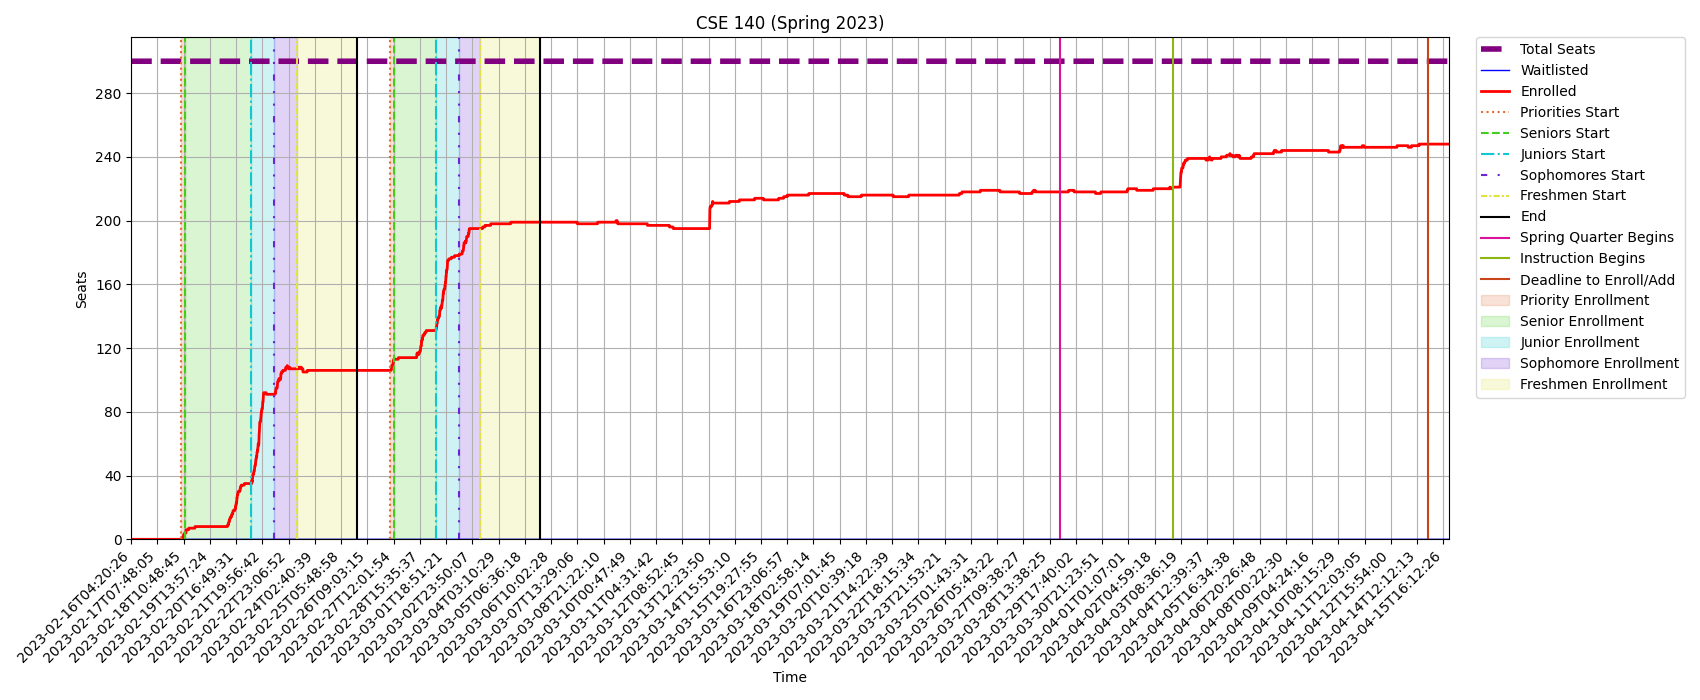 CSE 140 (Spring 2023)
Seats
280
240
200
160
120
80
40
0
2023-02-16T04:20:26
2023-02-17T07:48:05
2023-02-18T10:48:45
2023-02-19T13:57:24
2023-02-20T16:49:31
2023-02-21T19:56:42
2023-02-22T23:06:52
2023-02-24T02:40:39
2023-02-25T05:48:58
2023-02-26T09:03:15
2023-02-27T12:01:54
2023-02-28T15:35:37
2023-03-01T18:51:21
2023-03-02T23:50:07
2023-03-04T03:10:29
2023-03-05T06:36:18
2023-03-06T10:02:28
2023-03-07T13:29:06
2023-03-08T21:22:10
2023-03-10T00:47:49
2023-03-11T04:31:42
2023-03-12T08:52:45
2023-03-13T12:23:50
2023-03-14T15:53:10
2023-03-15T19:27:55
2023-03-16T23:06:57
2023-03-18T02:58:14
2023-03-19T07:01:45
2023-03-20T10:39:18
2023-03-21T14:22:39
2023-03-22T18:15:34
2023-03-23T21:53:21
2023-03-25T01:43:31
2023-03-26T05:43:22
2023-03-27T09:38:27
2023-03-28T13:38:25
2023-03-29T17:40:02
2023-03-30T21:23:51
2023-04-01T01:07:01
2023-04-02T04:59:18
2023-04-03T08:36:19
2023-04-04T12:39:37
2023-04-05T16:34:38
2023-04-06T20:26:48
2023-04-08T00:22:30
2023-04-09T04:24:16
2023-04-10T08:15:29
2023-04-11T12:03:05
2023-04-12T15:54:00
2023-04-14T12:12:13
2023-04-15T16:12:26
Time
Total Seats
Waitlisted
Enrolled
Priorities Start
Seniors Start
Juniors Start
Sophomores Start
Freshmen Start
End
Spring Quarter Begins
Instruction Begins
Deadline to Enroll/Add
Priority Enrollment
Senior Enrollment
Junior Enrollment
Sophomore Enrollment
Freshmen Enrollment